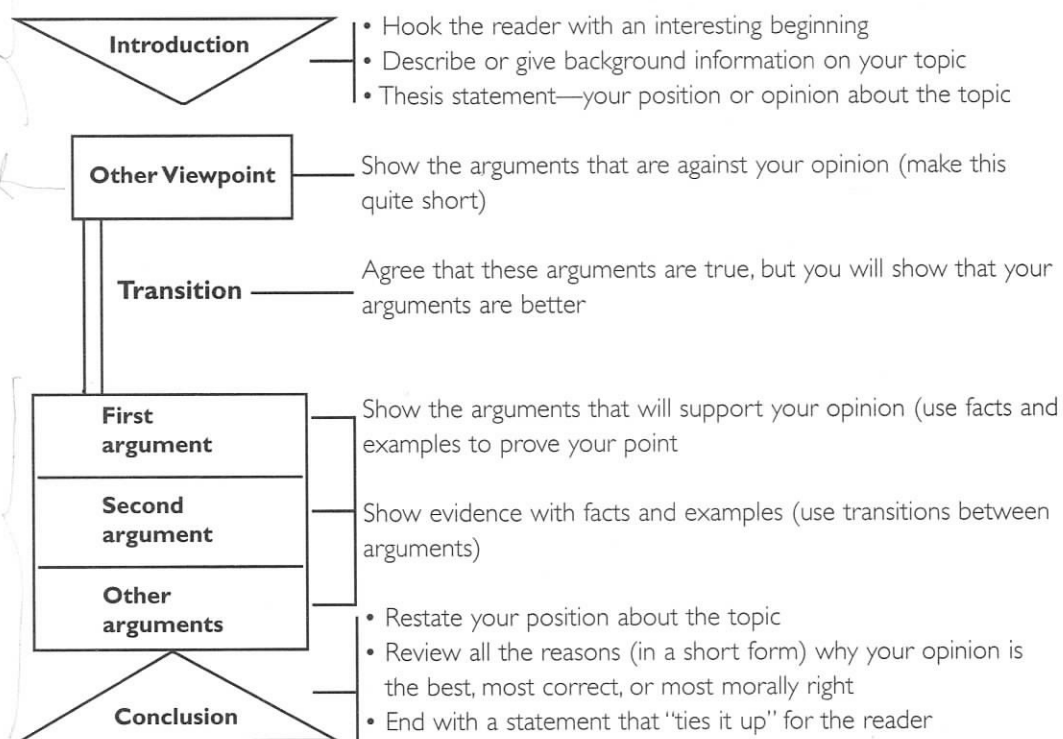 Introduction
• Hook the reader with an interesting beginning
• Describe or give background information on your topic
• Thesis statement—your position or opinion about the topic
Other Viewpoint
Show the arguments that are against your opinion (make this
quite short)
Transition
Agree that these arguments are true, but you will show that your
arguments are better
First
argument
Show the arguments that will support your opinion (use facts and
examples to prove your point
Second
argument
Show evidence with facts and examples (use transitions between
arguments)
Other
arguments
Conclusion
• Restate your position about the topic
• Review all the reasons (in a short form) why your opinion is
the best, most correct, or most morally right
• End with a statement that "ties it up" for the reader